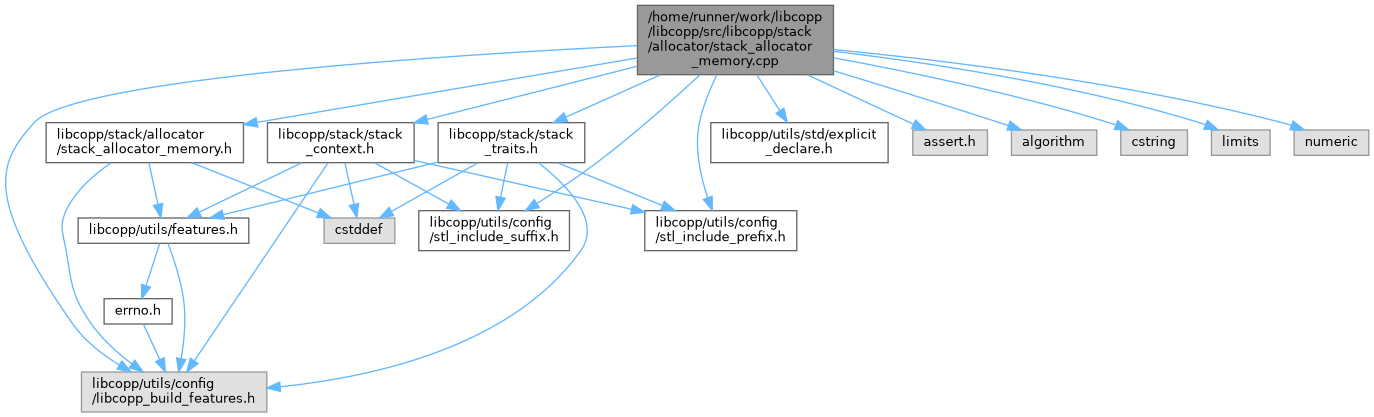 /home/runner/work/libcopp
/libcopp/src/libcopp/stack
/allocator/stack_allocator
_memory.cpp
libcopp/stack/allocator
/stack_allocator_memory.h
libcopp/stack/stack
_context.h
libcopp/stack/stack
_traits.h
libcopp/utils/std/explicit
_declare.h
assert.h
algorithm
cstring
limits
numeric
libcopp/utils/features.h
cstddef
libcopp/utils/config
/stl_include_suffix.h
libcopp/utils/config
/stl_include_prefix.h
errno.h
libcopp/utils/config
/libcopp_build_features.h